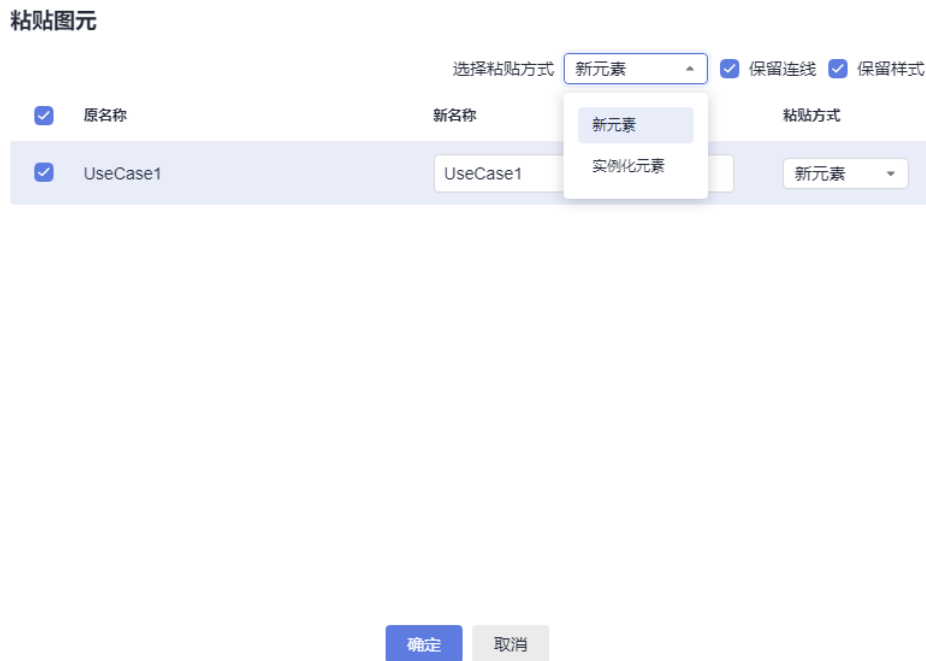 粘贴图元
选择粘贴方式 新元素 保留连线 保留样式
原名称 新名称 粘贴方式
新元素
实例化元素
UseCase1 UseCase1 新元素
确定 取消